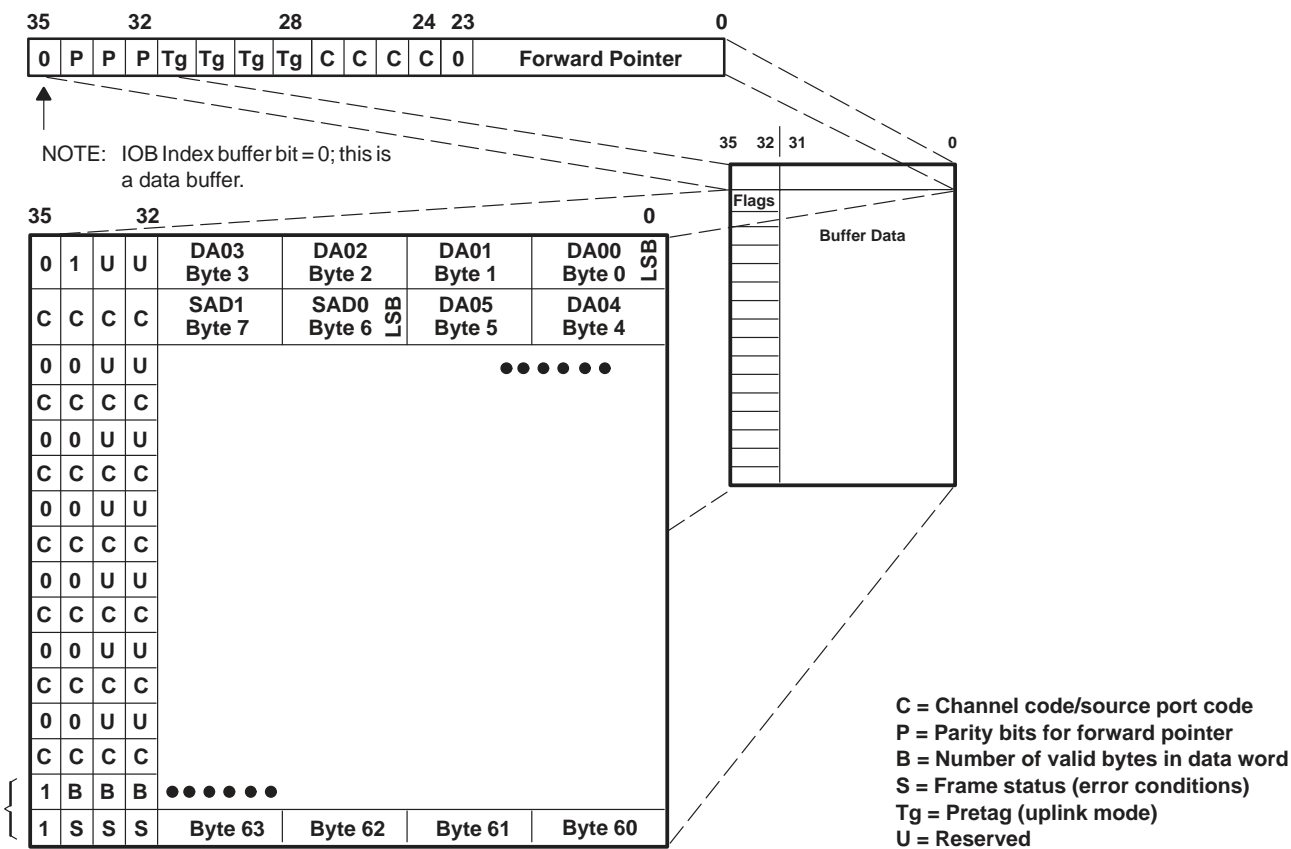 35 32 28 24 23 0
0 P P P Tg Tg Tg Tg C C C C 0 Forward Pointer
NOTE: IOB Index buffer bit = 0; this is
a data buffer.
35 32 31 0
Flags
Buffer Data
35 32 0
0 1 U U DA03 DA02 DA01 DA00 LSB
Byte 3 Byte 2 Byte 1 Byte 0
C C C C SAD1 SAD0 LSB DA05 DA04
Byte 7 Byte 6 Byte 5 Byte 4
0 0 U U
C C C C
0 0 U U
C C C C
0 0 U U
C C C C
0 0 U U
C C C C
0 0 U U
C C C C
0 0 U U
C C C C
1 B B B
1 S S S Byte 63 Byte 62 Byte 61 Byte 60
C = Channel code/source port code
P = Parity bits for forward pointer
B = Number of valid bytes in data word
S = Frame status (error conditions)
Tg = Pretag (uplink mode)
U = Reserved